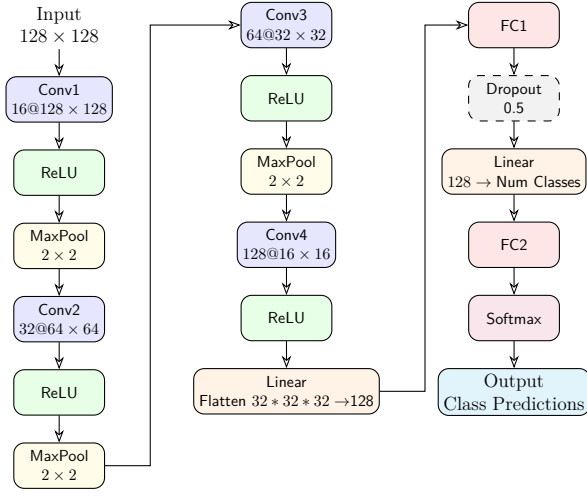 Input
128 × 128
Conv1
16@128 × 128
ReLU
MaxPool
2 × 2
Conv2
32@64 × 64
ReLU
MaxPool
2 × 2
Conv3
64@32 × 32
ReLU
MaxPool
2 × 2
Conv4
128@16 × 16
ReLU
Linear
Flatten 32 ∗ 32 ∗ 32 →128
FC1
Dropout
0.5
Linear
128 → Num Classes
FC2
Softmax
Output
Class Predictions